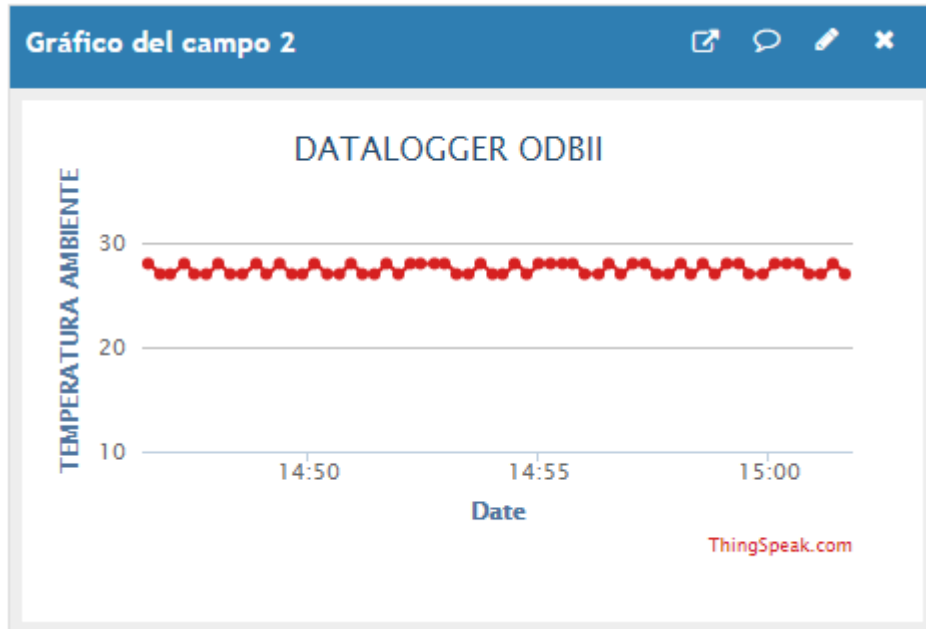 Gráfico del campo 2
DATALOGGER ODBII
TEMPERATURA AMBIENTE
30
20
10
14:50
14:55
15:00
Date
ThingSpeak.com